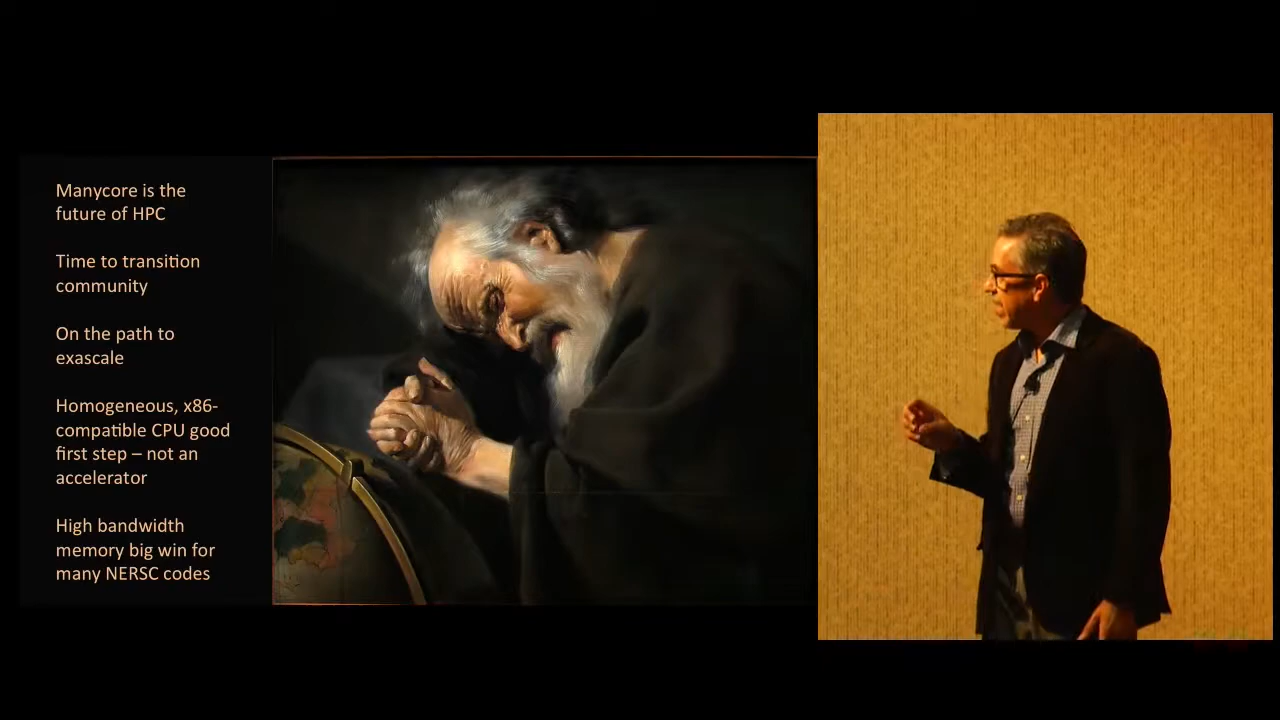 Manycore is the
future of HPC
Time to transition
community
On the path to
exascale
Homogeneous, x86-
compatible CPU good
first step – not an
accelerator
High bandwidth
memory big win for
many NERSC codes